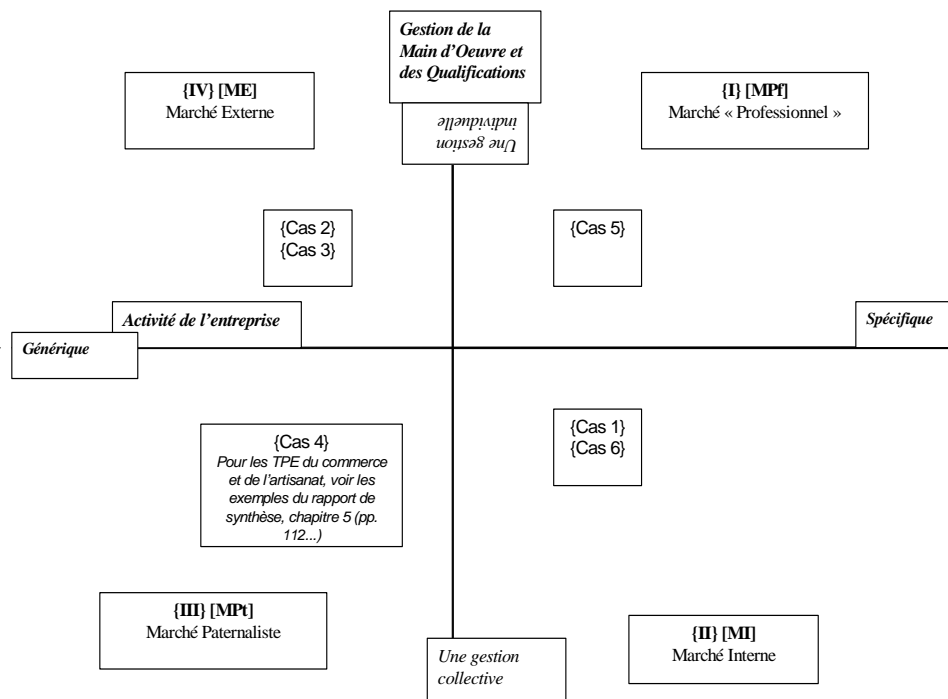 Gestion de la
Main d'Oeuvre et
des Qualifications
{IV} [ME]
Marché Externe
{I} [MPf]
Marché « Professionnel »
Une gestion
individuelle
{Cas 2}
{Cas 3}
{Cas 5}
Activité de l'entreprise
Spécifique
Générique
{Cas 4}
Pour les TPE du commerce
et de l'artisanat, voir les
exemples du rapport de
synthèse, chapitre 5 (pp.
112...)
{Cas 1}
{Cas 6}
{III} [MPt]
Marché Paternaliste
Une gestion
collective
{II} [MI]
Marché Interne